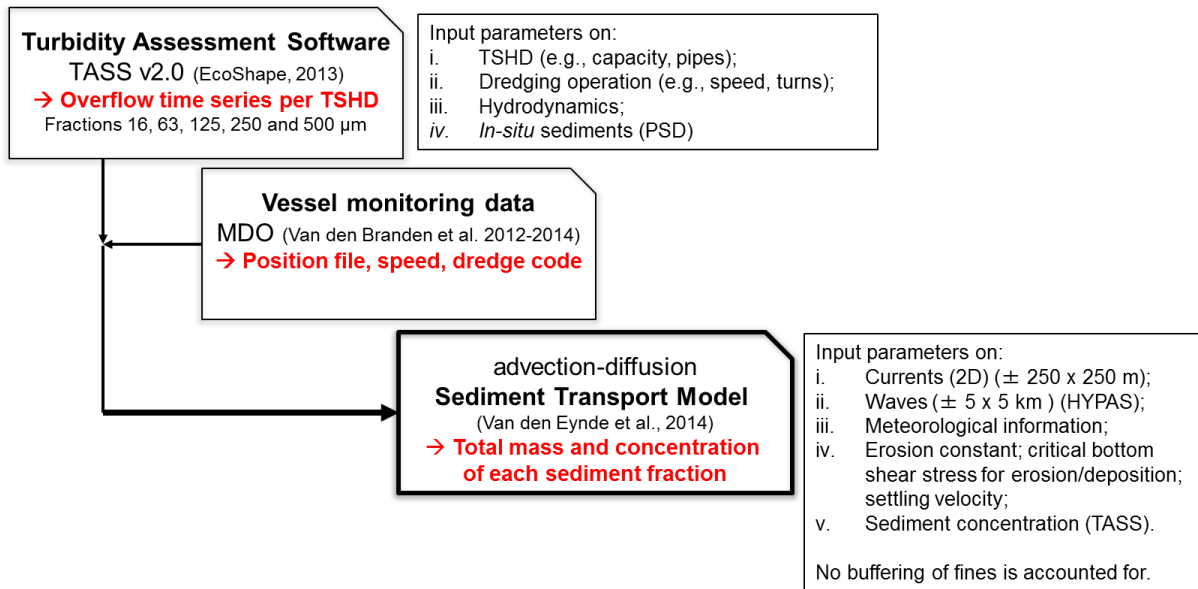 Turbidity Assessment Software
TASS v2.0 (EcoShape, 2013)
→ Overflow time series per TSHD
Fractions 16, 63, 125, 250 and 500 µm
Input parameters on:
i. TSHD (e.g., capacity, pipes);
ii. Dredging operation (e.g., speed, turns);
iii. Hydrodynamics;
iv. In-situ sediments (PSD)
Vessel monitoring data
MDO (Van den Branden et al. 2012-2014)
→ Position file, speed, dredge code
advection-diffusion
Sediment Transport Model
(Van den Eynde et al., 2014)
→ Total mass and concentration
of each sediment fraction
Input parameters on:
i. Currents (2D) (± 250 x 250 m);
ii. Waves (± 5 x 5 km ) (HYPAS);
iii. Meteorological information;
iv. Erosion constant; critical bottom
shear stress for erosion/deposition;
settling velocity;
v. Sediment concentration (TASS).
No buffering of fines is accounted for.